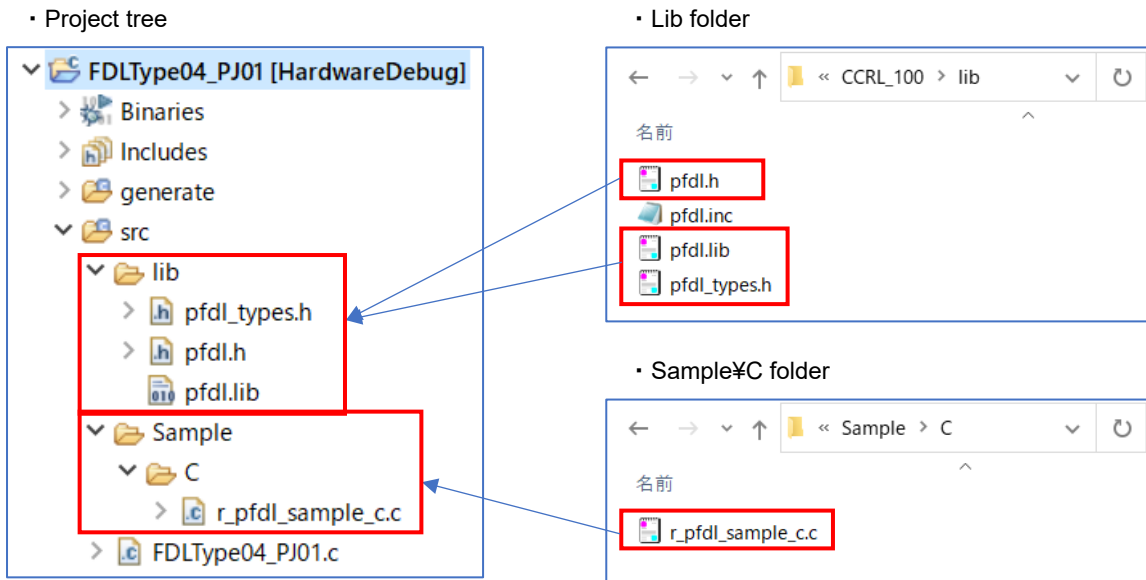 ・Project tree
FDLType04_PJ01 [HardwareDebug]
Binaries
Includes
generate
src
lib
pfdl_types.h
pfdl.h
pfdl.lib
Sample
C
r_pfdl_sample_c.c
FDLType04_PJ01.c
・Lib folder
« CCRL_100 > lib
名前
pfdl.h
pfdl.inc
pfdl.lib
pfdl_types.h
・Sample¥C folder
« Sample > C
名前
r_pfdl_sample_c.c